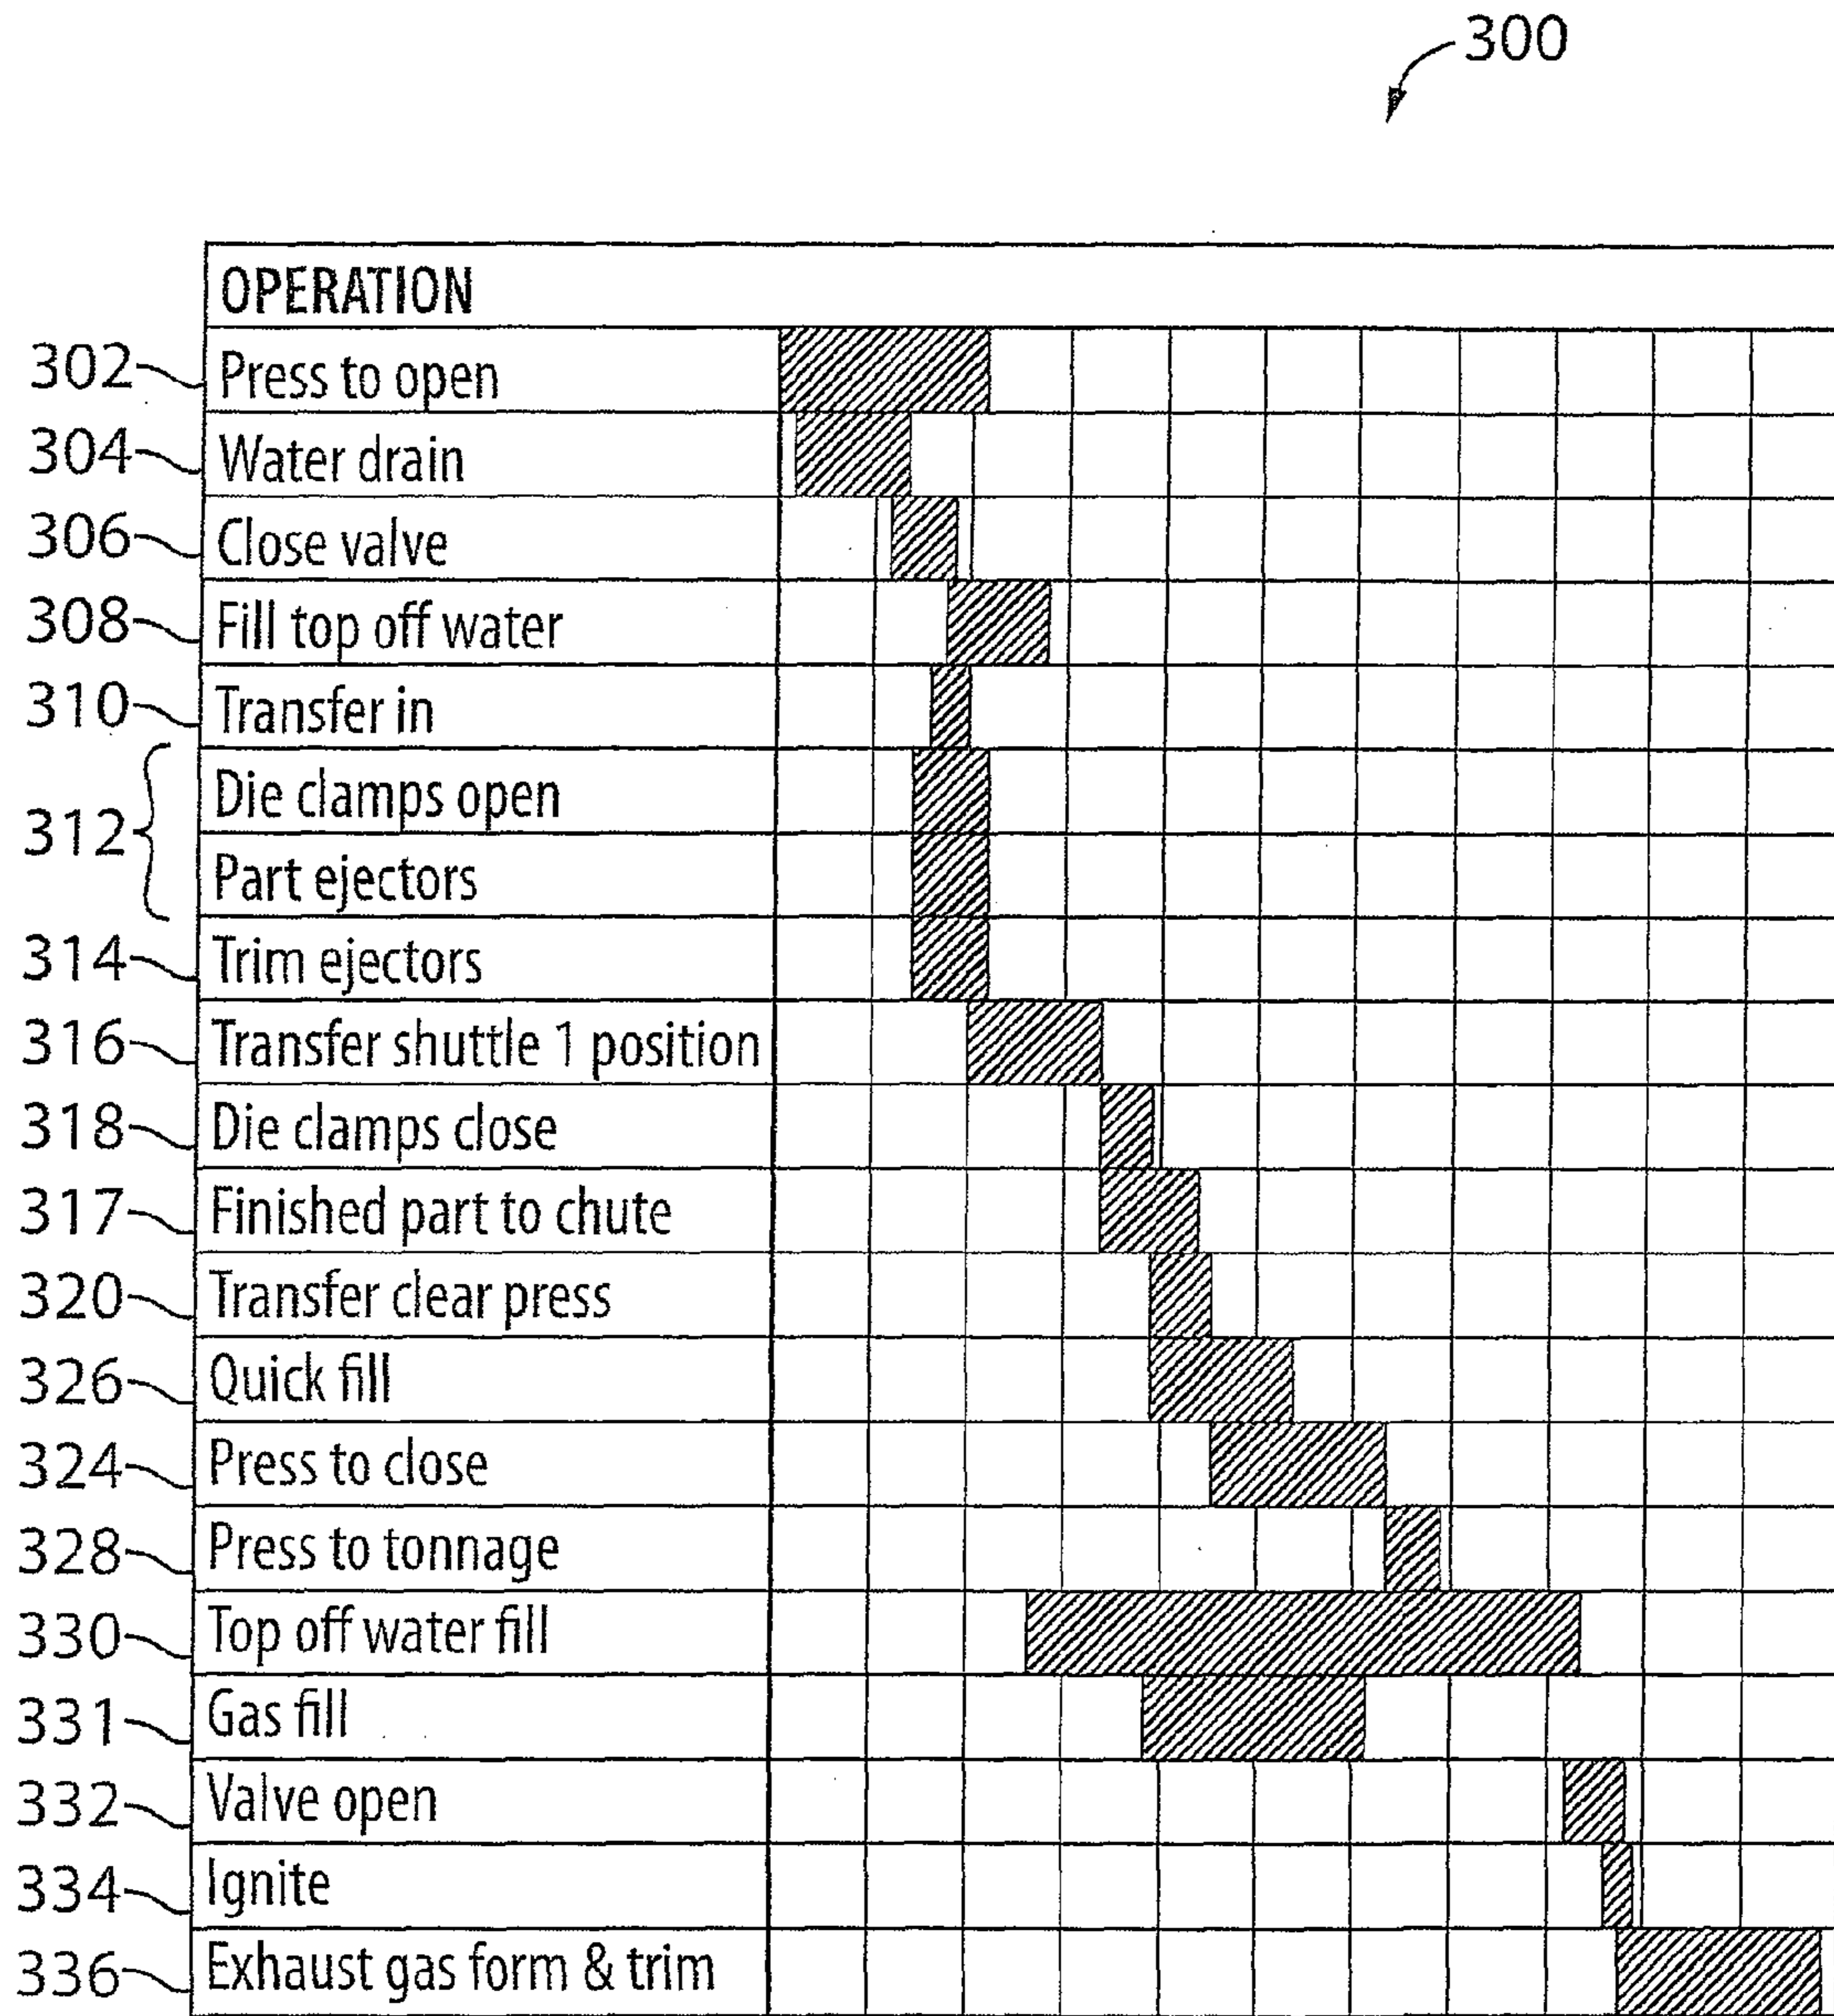 300
OPERATION
302 Press to open
304 Water drain
306 Close valve
308 Fill top off water
310 Transfer in
312 Die clamps open
Part ejectors
314 Trim ejectors
316 Transfer shuttle 1 position
318 Die clamps close
317 Finished part to chute
320 Transfer clear press
326 Quick fill
324 Press to close
328 Press to tonnage
330 Top off water fill
331 Gas fill
332 Valve open
334 Ignite
336 Exhaust gas form & trim